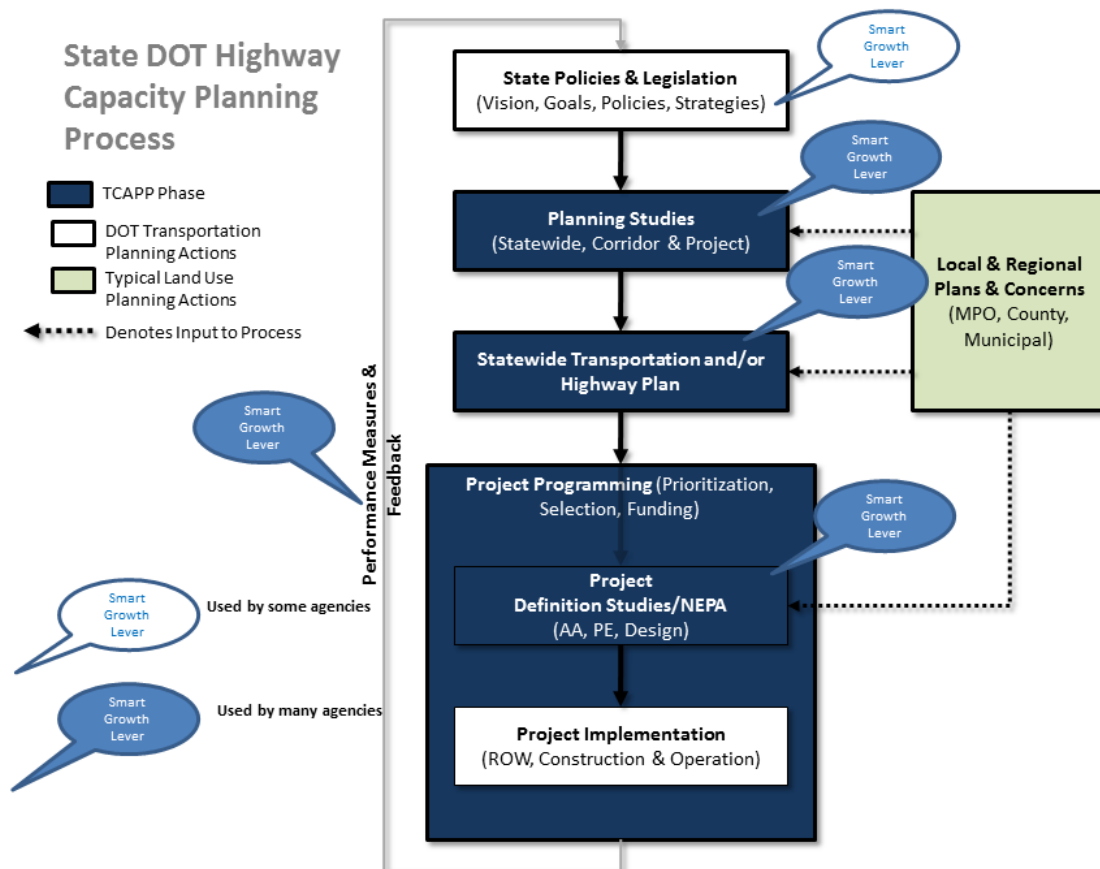 State DOT Highway
Capacity Planning
Process
TCAPP Phase
DOT Transportation
Planning Actions
Typical Land Use
Planning Actions
Denotes Input to Process
State Policies & Legislation
(Vision, Goals, Policies, Strategies)
Smart
Growth
Lever
Planning Studies
(Statewide, Corridor & Project)
Smart
Growth
Lever
Statewide Transportation and/or
Highway Plan
Smart
Growth
Lever
Local & Regional
Plans & Concerns
(MPO, County,
Municipal)
Performance Measures &
Feedback
Smart
Growth
Lever
Project Programming (Prioritization,
Selection, Funding)
Smart
Growth
Lever
Project
Definition Studies/NEPA
(AA, PE, Design)
Project Implementation
(ROW, Construction & Operation)
Smart
Growth
Lever
Used by some agencies
Smart
Growth
Lever
Used by many agencies